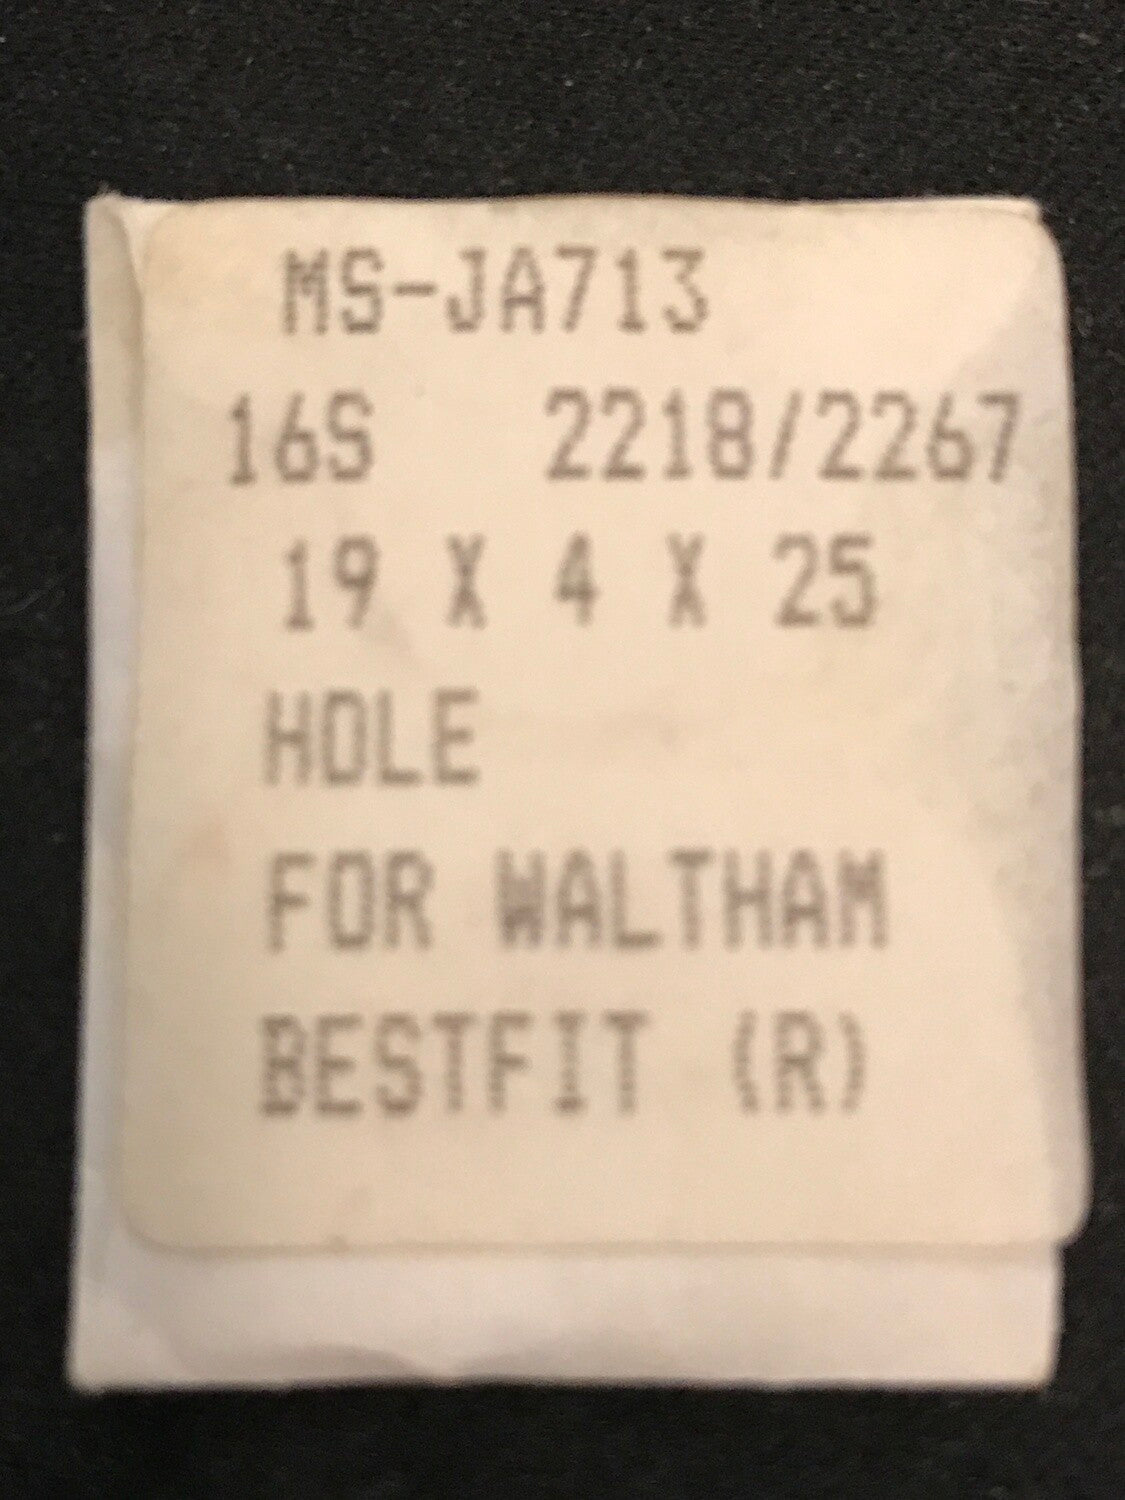 MS-JA713
16S 2218/2267
19 X 4 X 25
HOLE
FOR WALTHAM
BESTFIT (R)